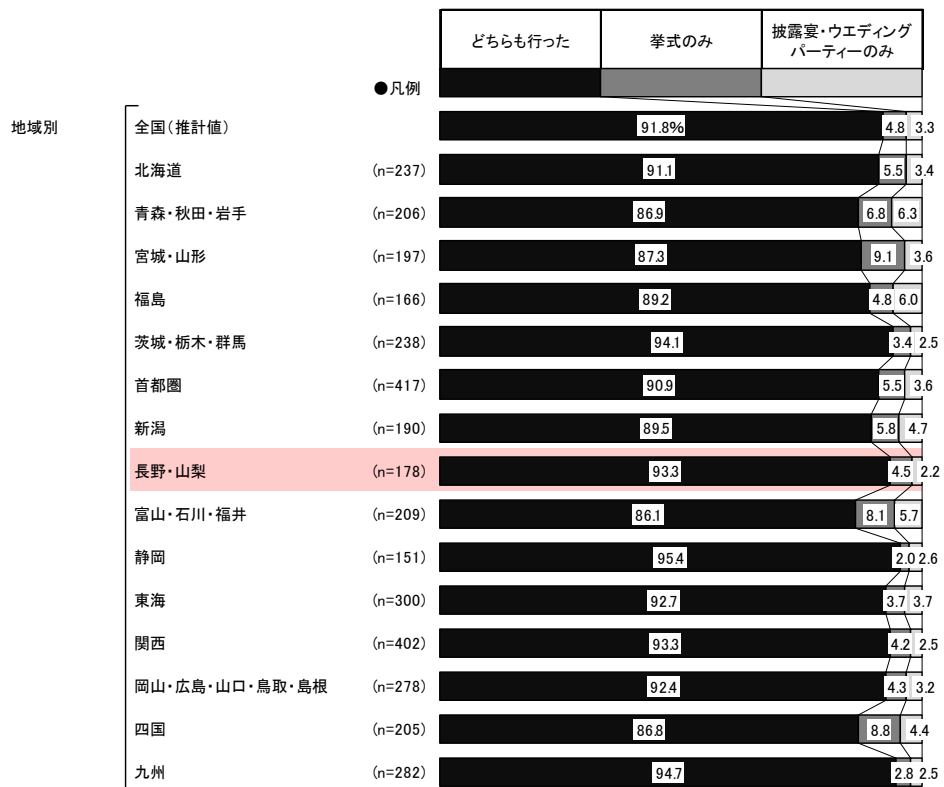 どちらも行った 挙式のみ 披露宴・ウエディング
パーティーのみ
●凡例
地域別 全国(推計値) 91.8% 4.8 3.3
北海道 (n=237) 91.1 5.5 3.4
青森・秋田・岩手 (n=206) 86.9 6.8 6.3
宮城・山形 (n=197) 87.3 9.1 3.6
福島 (n=166) 89.2 4.8 6.0
茨城・栃木・群馬 (n=238) 94.1 3.4 2.5
首都圏 (n=417) 90.9 5.5 3.6
新潟 (n=190) 89.5 5.8 4.7
長野・山梨 (n=178) 93.3 4.5 2.2
富山・石川・福井 (n=209) 86.1 8.1 5.7
静岡 (n=151) 95.4 2.0 2.6
東海 (n=300) 92.7 3.7 3.7
関西 (n=402) 93.3 4.2 2.5
岡山・広島・山口・鳥取・島根 (n=278) 92.4 4.3 3.2
四国 (n=205) 86.8 8.8 4.4
九州 (n=282) 94.7 2.8 2.5